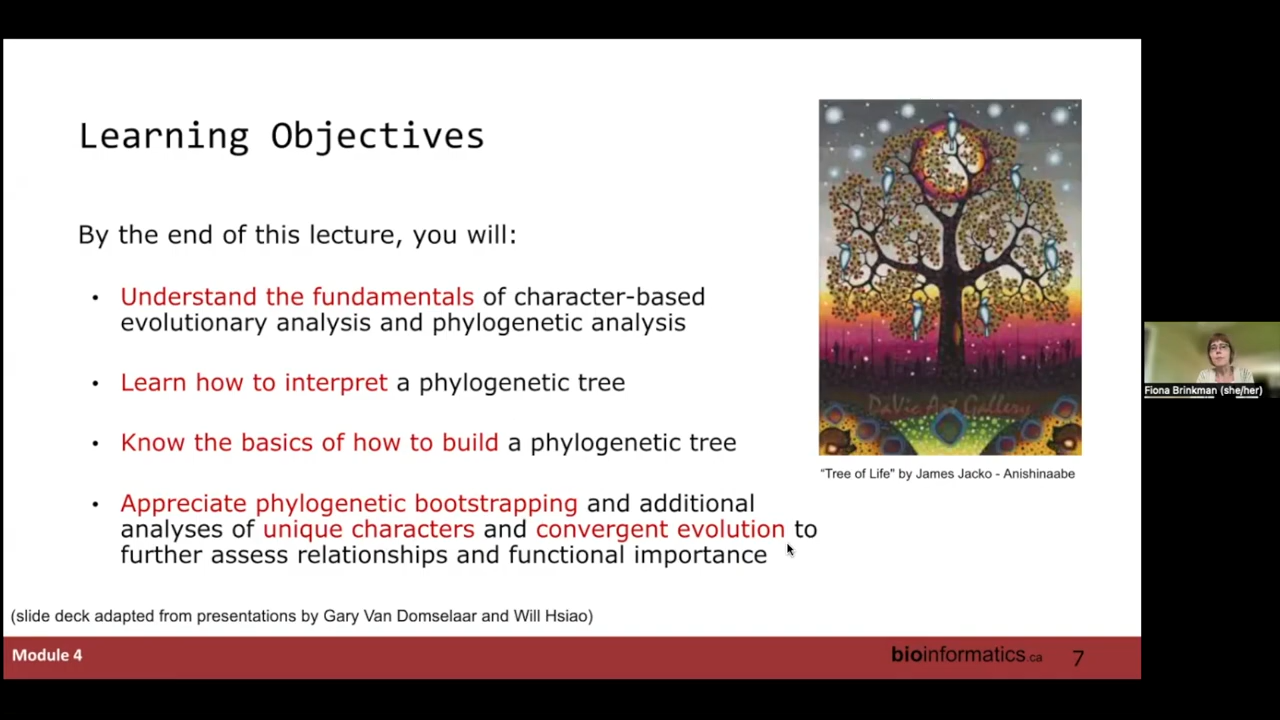 Learning Objectives
By the end of this lecture, you will:
• Understand the fundamentals of character-based
evolutionary analysis and phylogenetic analysis
• Learn how to interpret a phylogenetic tree
• Know the basics of how to build a phylogenetic tree
• Appreciate phylogenetic bootstrapping and additional
analyses of unique characters and convergent evolution to
further assess relationships and functional importance
DaVic Art Gallery
“Tree of Life" by James Jacko - Anishinaabe
Fiona Brinkman (she/her)
(slide deck adapted from presentations by Gary Van Domselaar and Will Hsiao)
Module 4
bioinformatics.ca
7